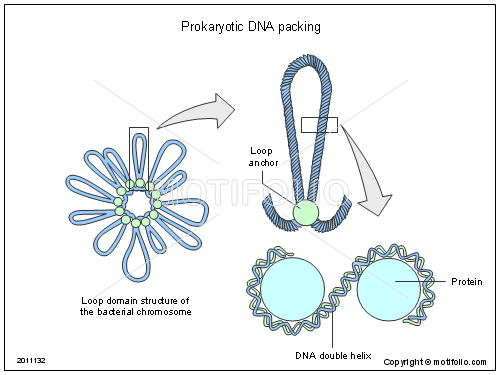 Prokaryotic DNA packing
Loop
anchor
MOTIFOLIO
Loop domain structure of
the bacterial chromosome
Protein
DNA double helix
2011132
Copyright © motifolio.com